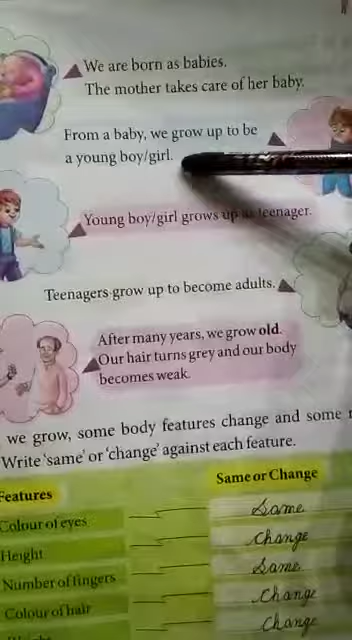 We are born as babies.
The mother takes care of her baby.
From a baby, we grow up to be
a young boy/girl.
Young boy/girl grows up as teenager.
Teenagers grow up to become adults.
After many years, we grow old.
Our hair turns grey and our body
becomes weak.
we grow, some body features change and some
Write 'same' or 'change' against each feature.
Features Same or Change
Colour of eyes Same
Height Change
Number of fingers Same
Colour of hair Change
Change